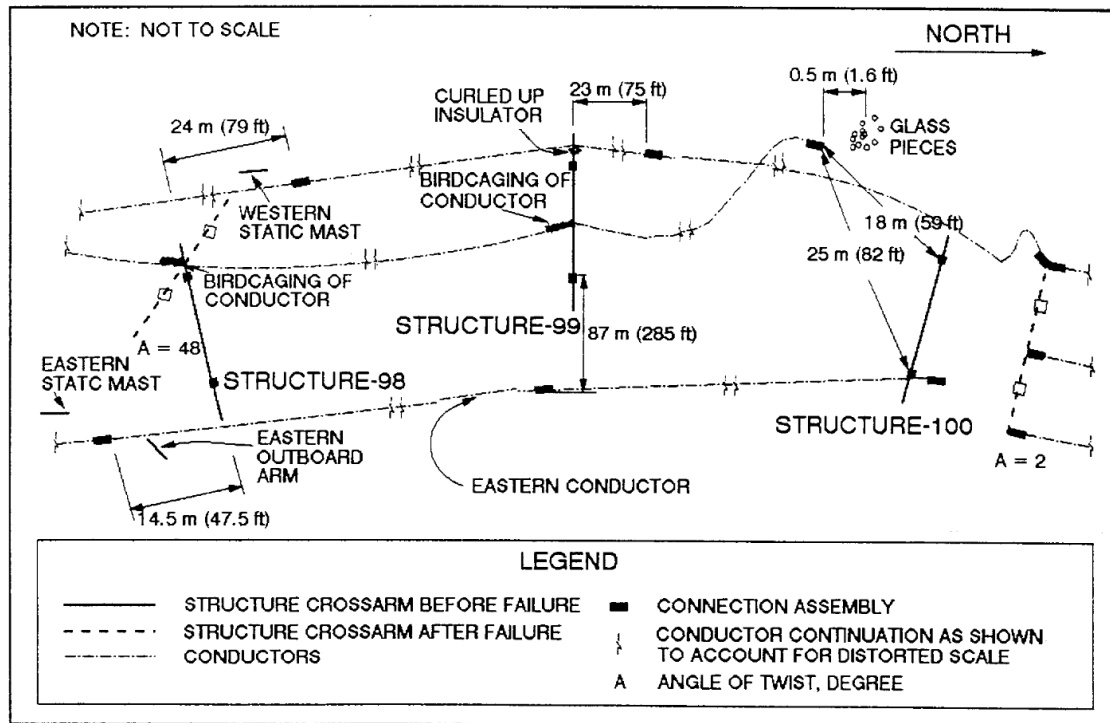 NOTE: NOT TO SCALE
NORTH
0.5 m (1.6 ft)
23 m (75 ft)
CURLED UP
INSULATOR
GLASS
PIECES
24 m (79 ft)
BIRDCAGING OF
CONDUCTOR
WESTERN
STATIC MAST
18 m (59 ft)
25 m (82 ft)
BIRDCAGING OF
CONDUCTOR
STRUCTURE-99
87 m (285 ft)
A = 48
EASTERN
STATC MAST
STRUCTURE-98
STRUCTURE-100
EASTERN
OUTBOARD
ARM
A = 2
EASTERN CONDUCTOR
14.5 m (47.5 ft)
LEGEND
STRUCTURE CROSSARM BEFORE FAILURE
STRUCTURE CROSSARM AFTER FAILURE
CONDUCTORS
CONNECTION ASSEMBLY
CONDUCTOR CONTINUATION AS SHOWN
TO ACCOUNT FOR DISTORTED SCALE
A ANGLE OF TWIST, DEGREE